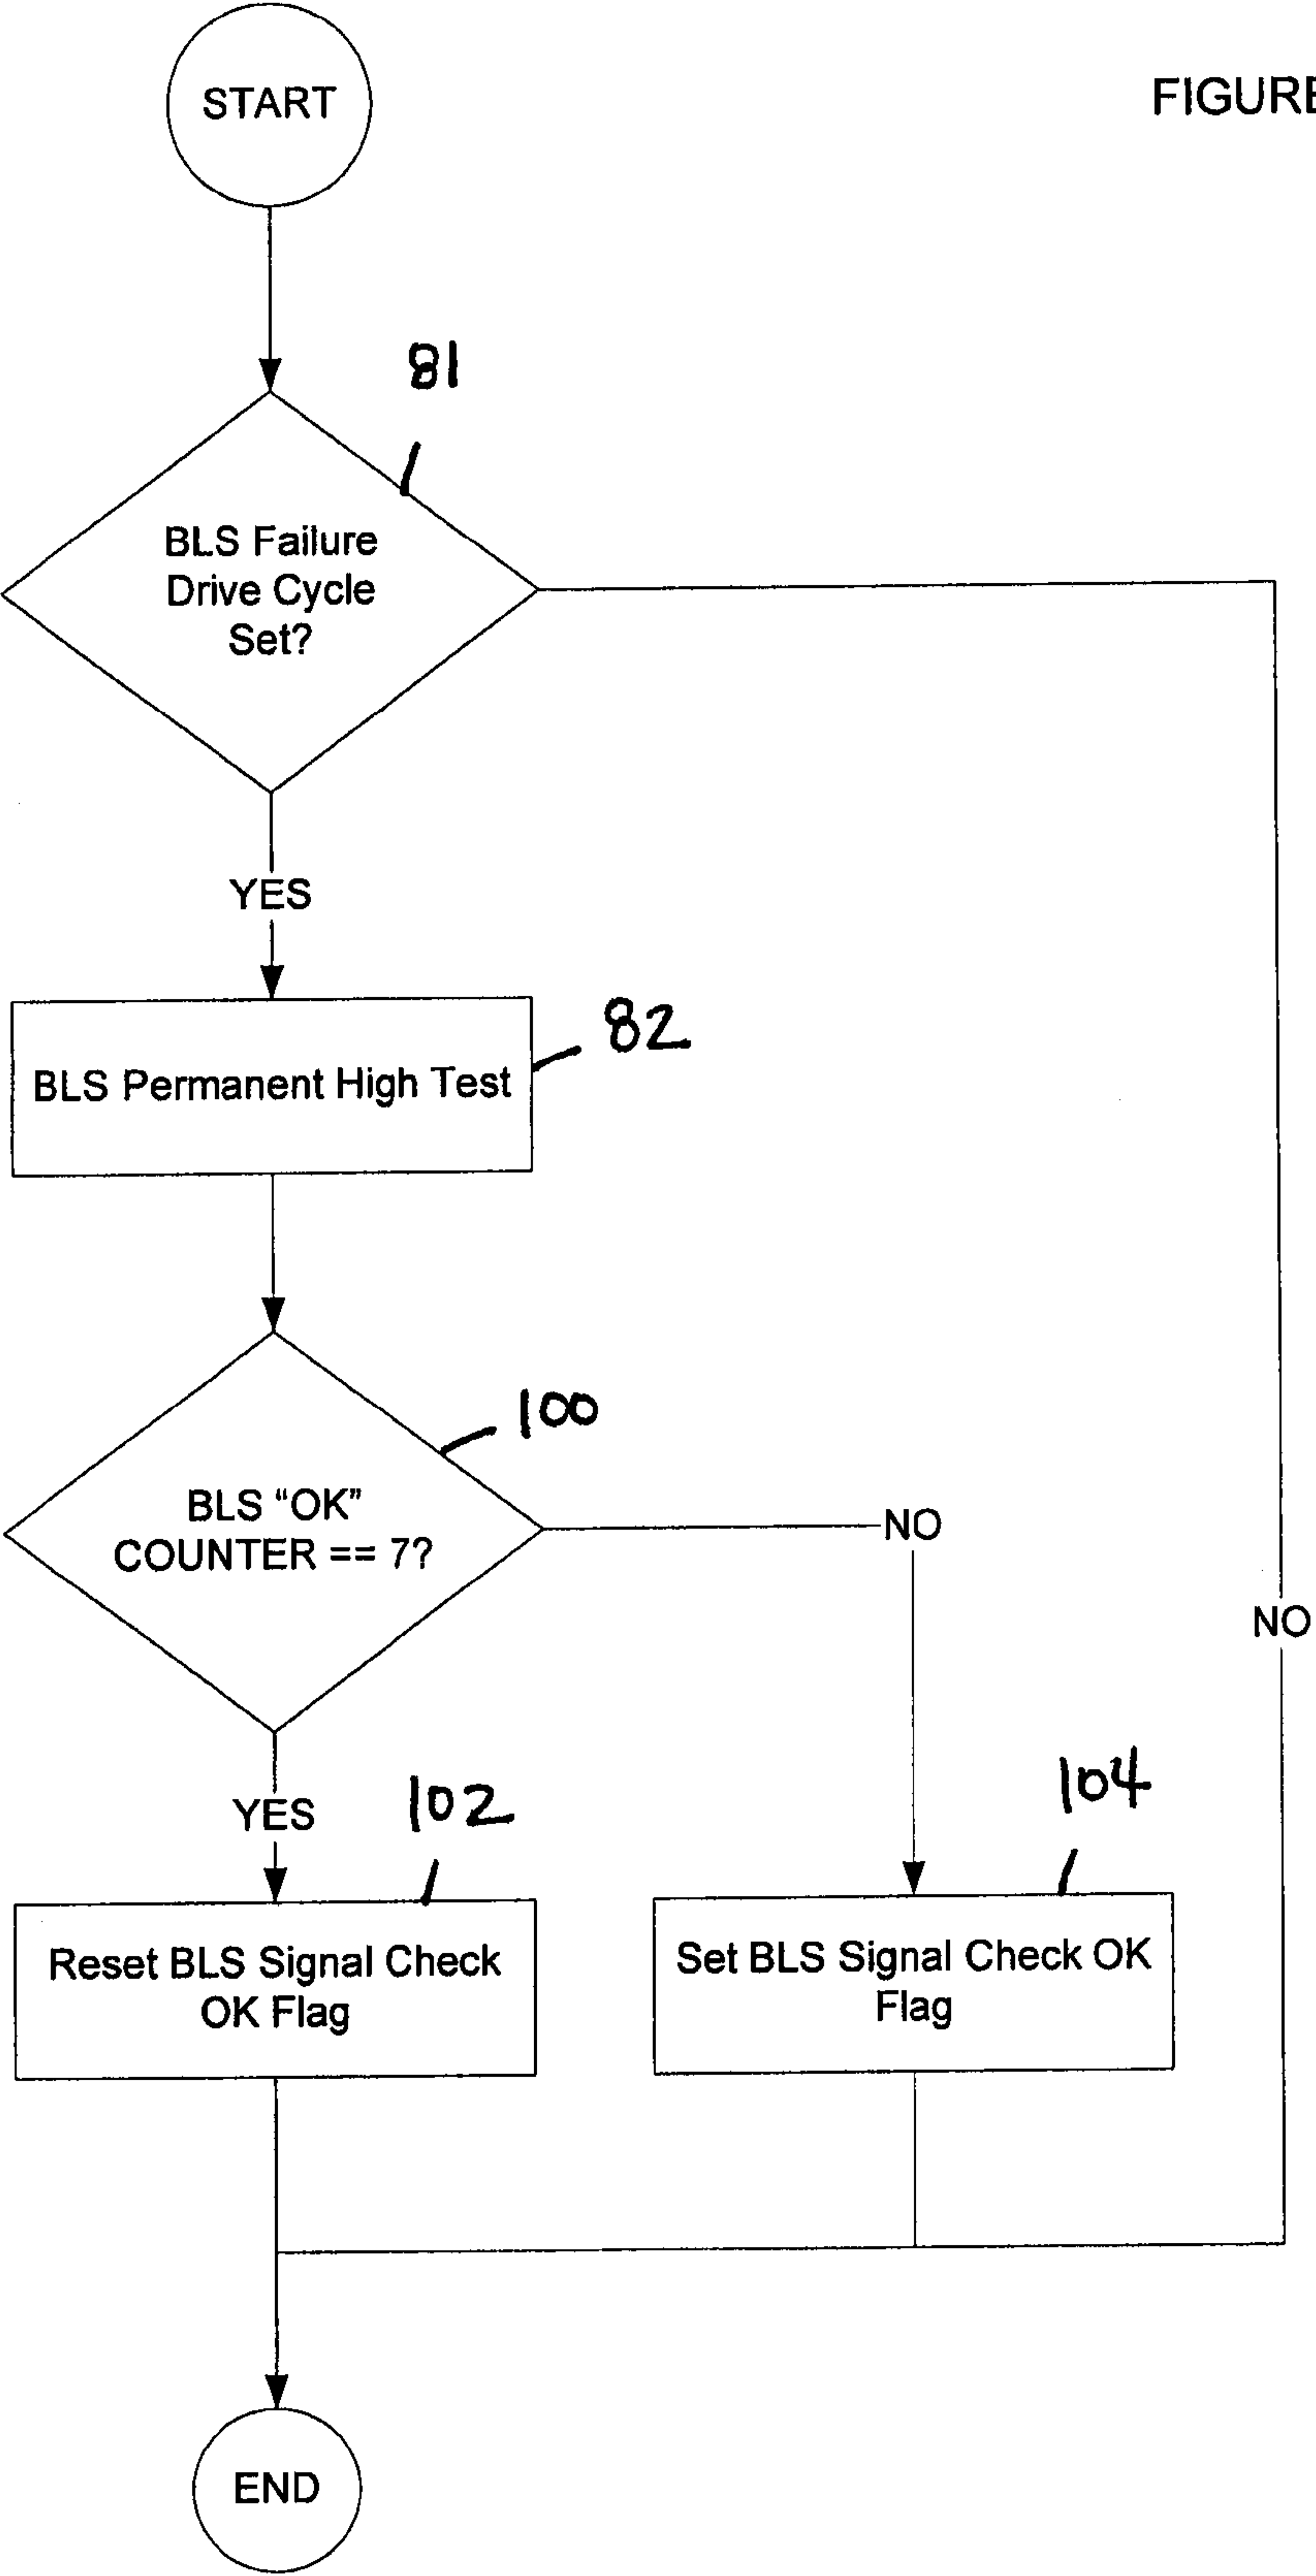 START
FIGURE
81
BLS Failure
Drive Cycle
Set?
YES
82
BLS Permanent High Test
100
BLS “OK”
COUNTER == 7?
NO
NO
YES
102
104
Reset BLS Signal Check
OK Flag
Set BLS Signal Check OK
Flag
END